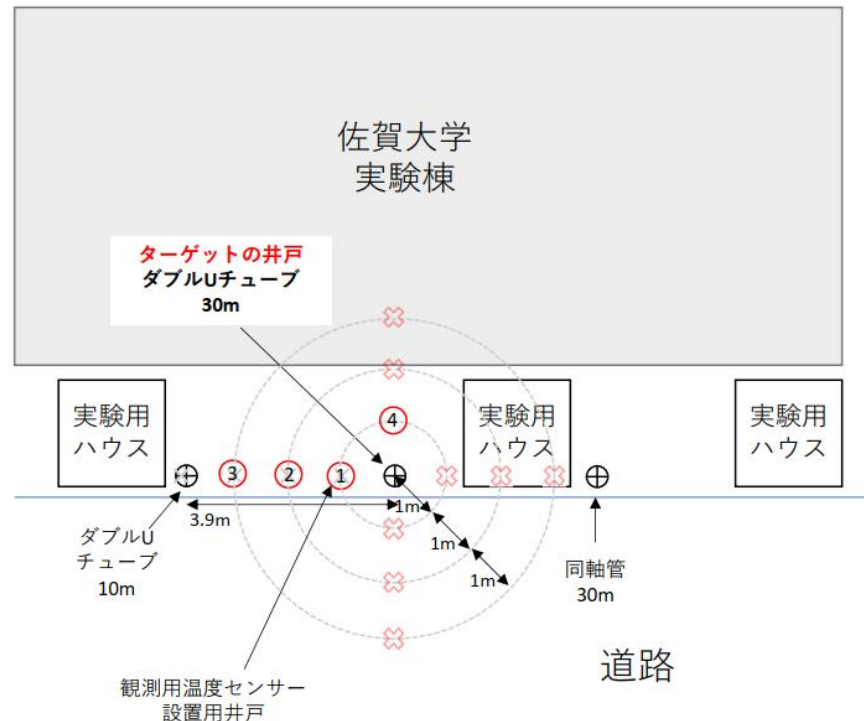 佐賀大学
実験棟
ターゲットの井戸
ダブルUチューブ
30m
実験用
ハウス
実験用
ハウス
実験用
ハウス
4
3
2
1
3.9m
1m
1m
1m
ダブルU
チューブ
10m
同軸管
30m
道路
観測用温度センサー
設置用井戸